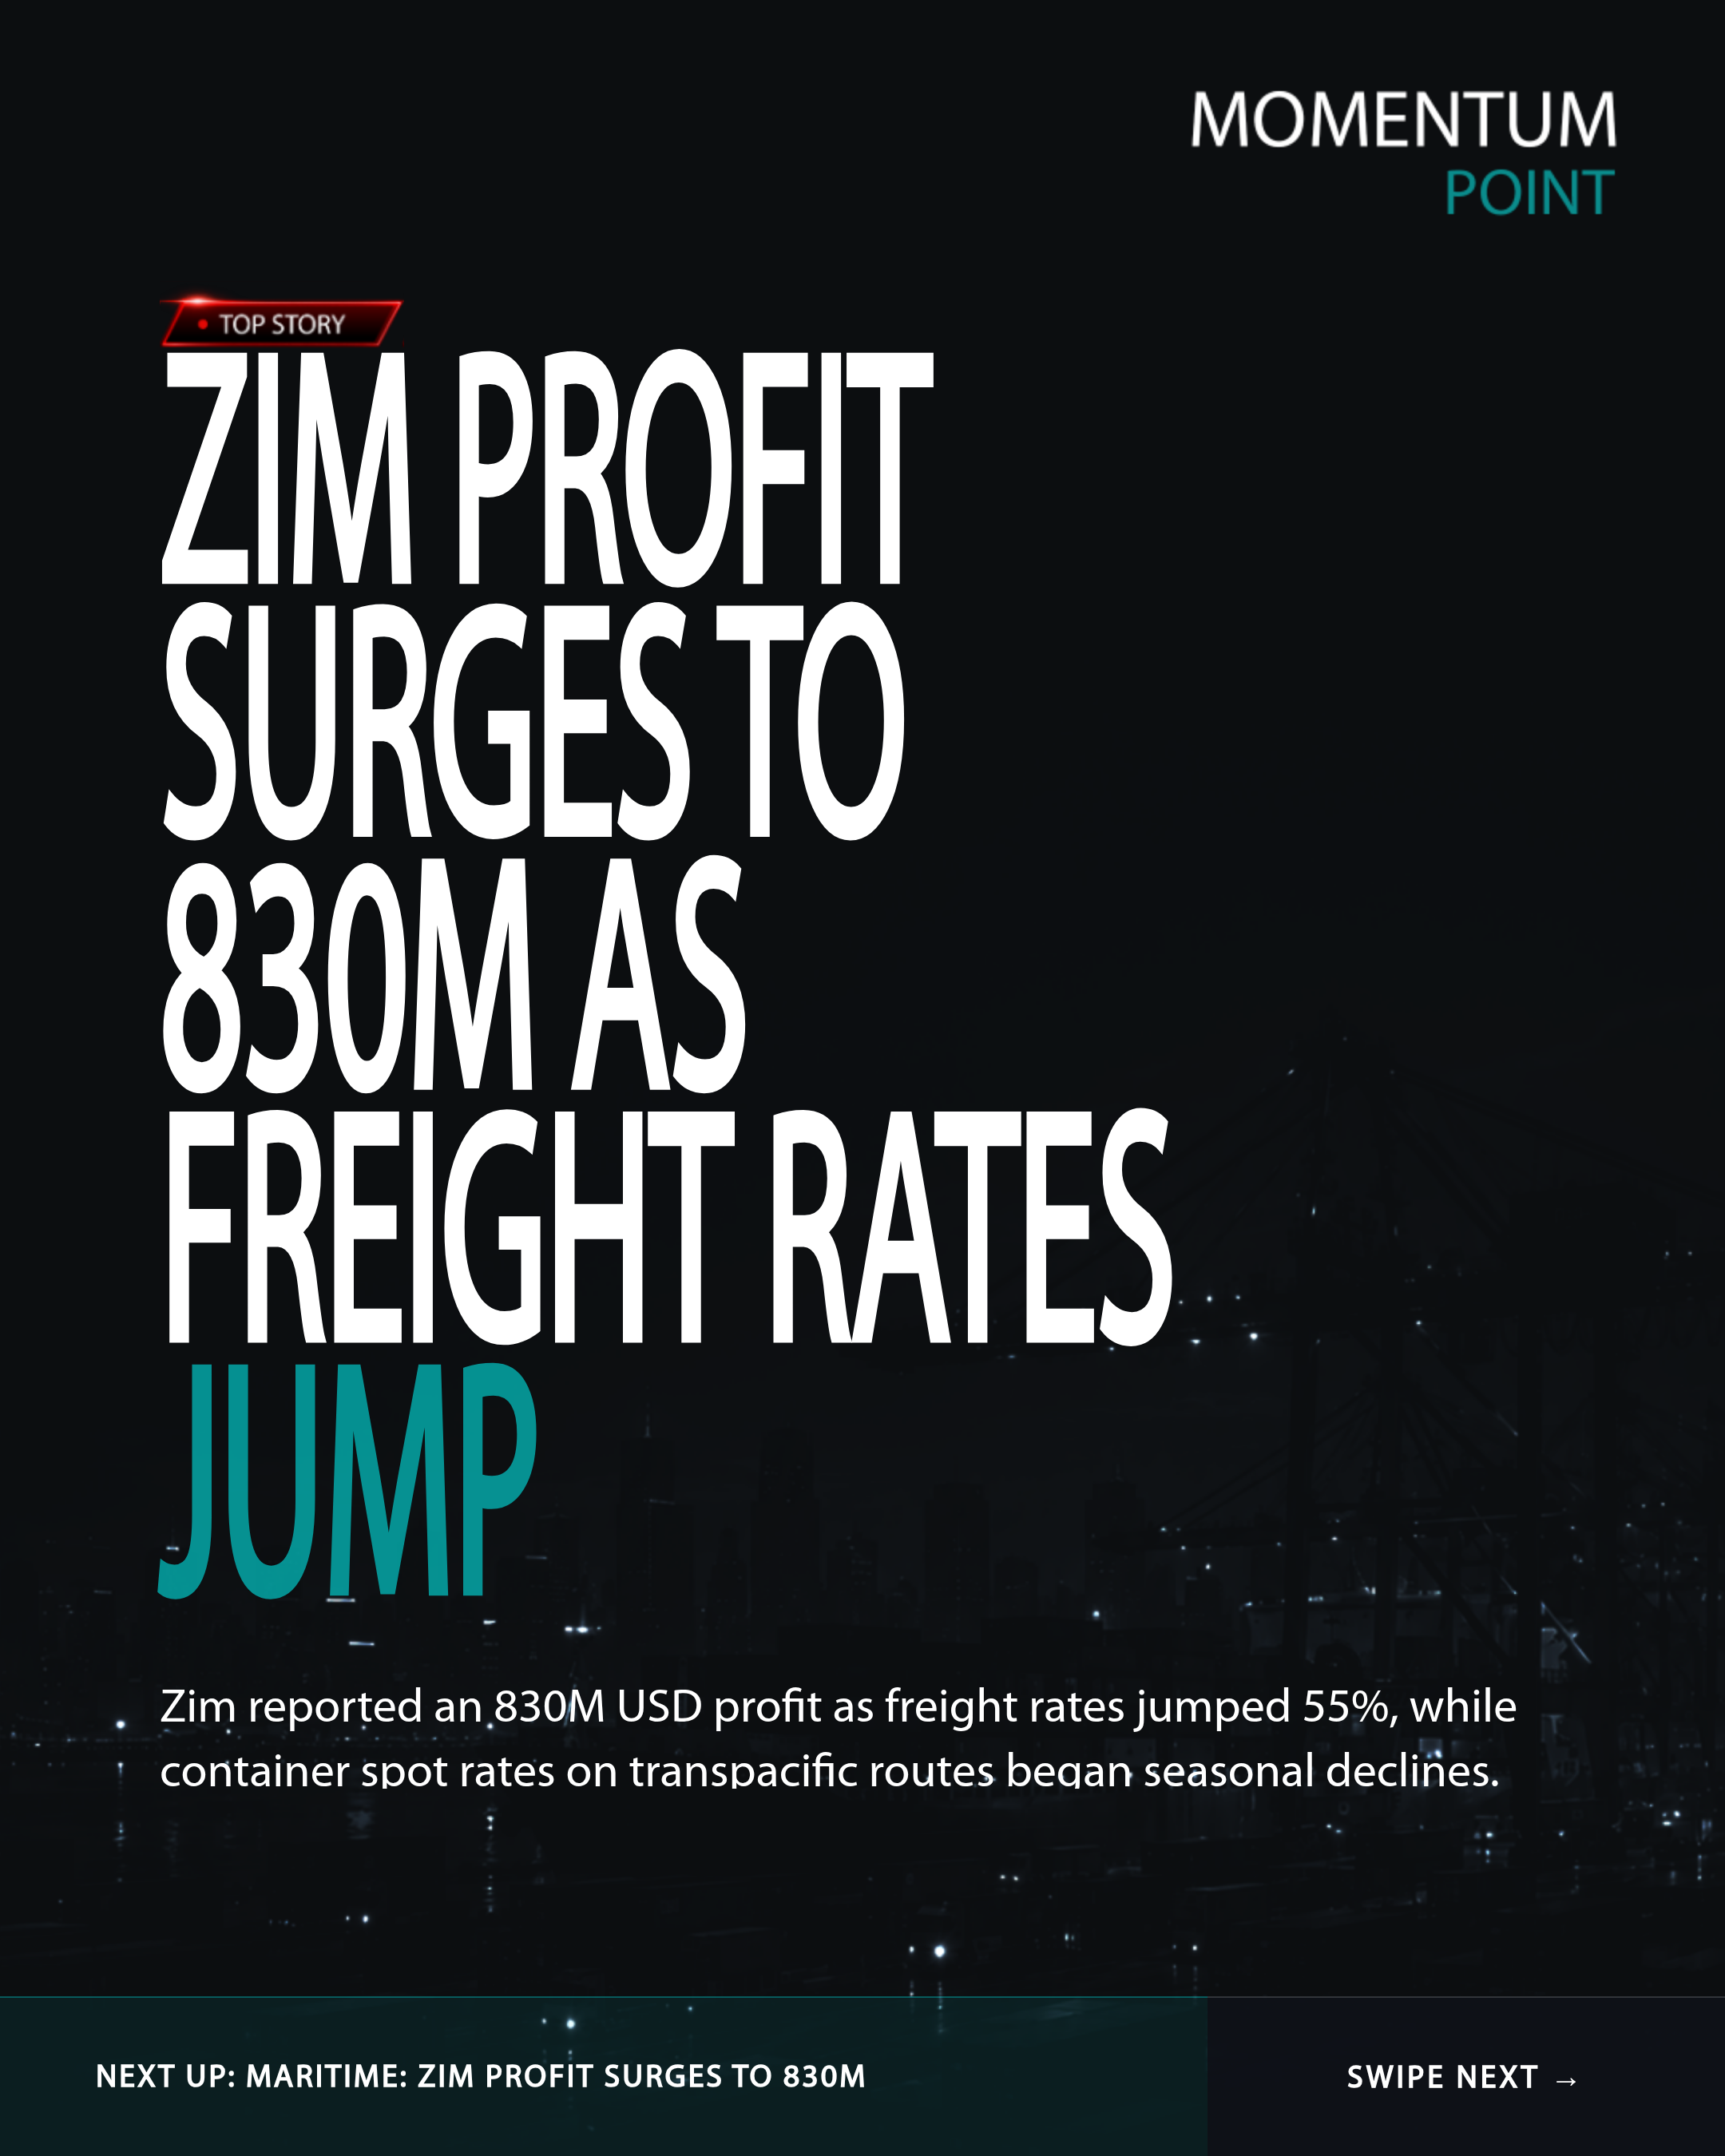 MOMENTUM
POINT
TOP STORY
ZIM PROFIT
SURGES TO
830M AS
FREIGHT RATES
JUMP
Zim reported an 830M USD profit as freight rates jumped 55%, while
container spot rates on transpacific routes began seasonal declines.
NEXT UP: MARITIME: ZIM PROFIT SURGES TO 830M
SWIPE NEXT →